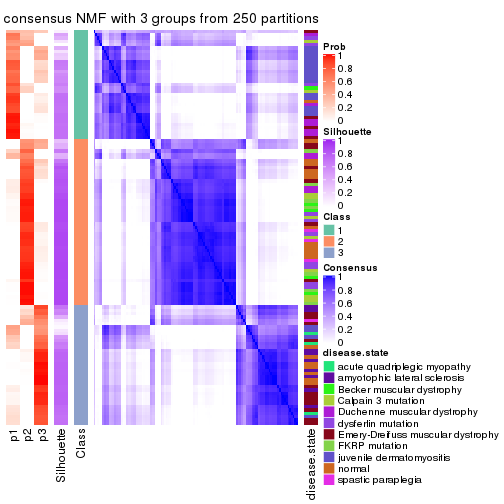 consensus NMF with 3 groups from 250 partitions
Prob
1
0.8
0.6
0.4
0.2
0
Silhouette
1
0.8
0.6
0.4
0.2
0
Class
1
2
3
Consensus
1
0.8
0.6
0.4
0.2
0
disease.state
acute quadriplegic myopathy
amyotophic lateral sclerosis
Becker muscular dystrophy
Calpain 3 mutation
Duchenne muscular dystrophy
dysferlin mutation
Emery-Dreifuss muscular dystrophy
FKRP mutation
juvenile dermatomyositis
normal
spastic paraplegia
p1
p2
p3
Silhouette
Class
disease.state